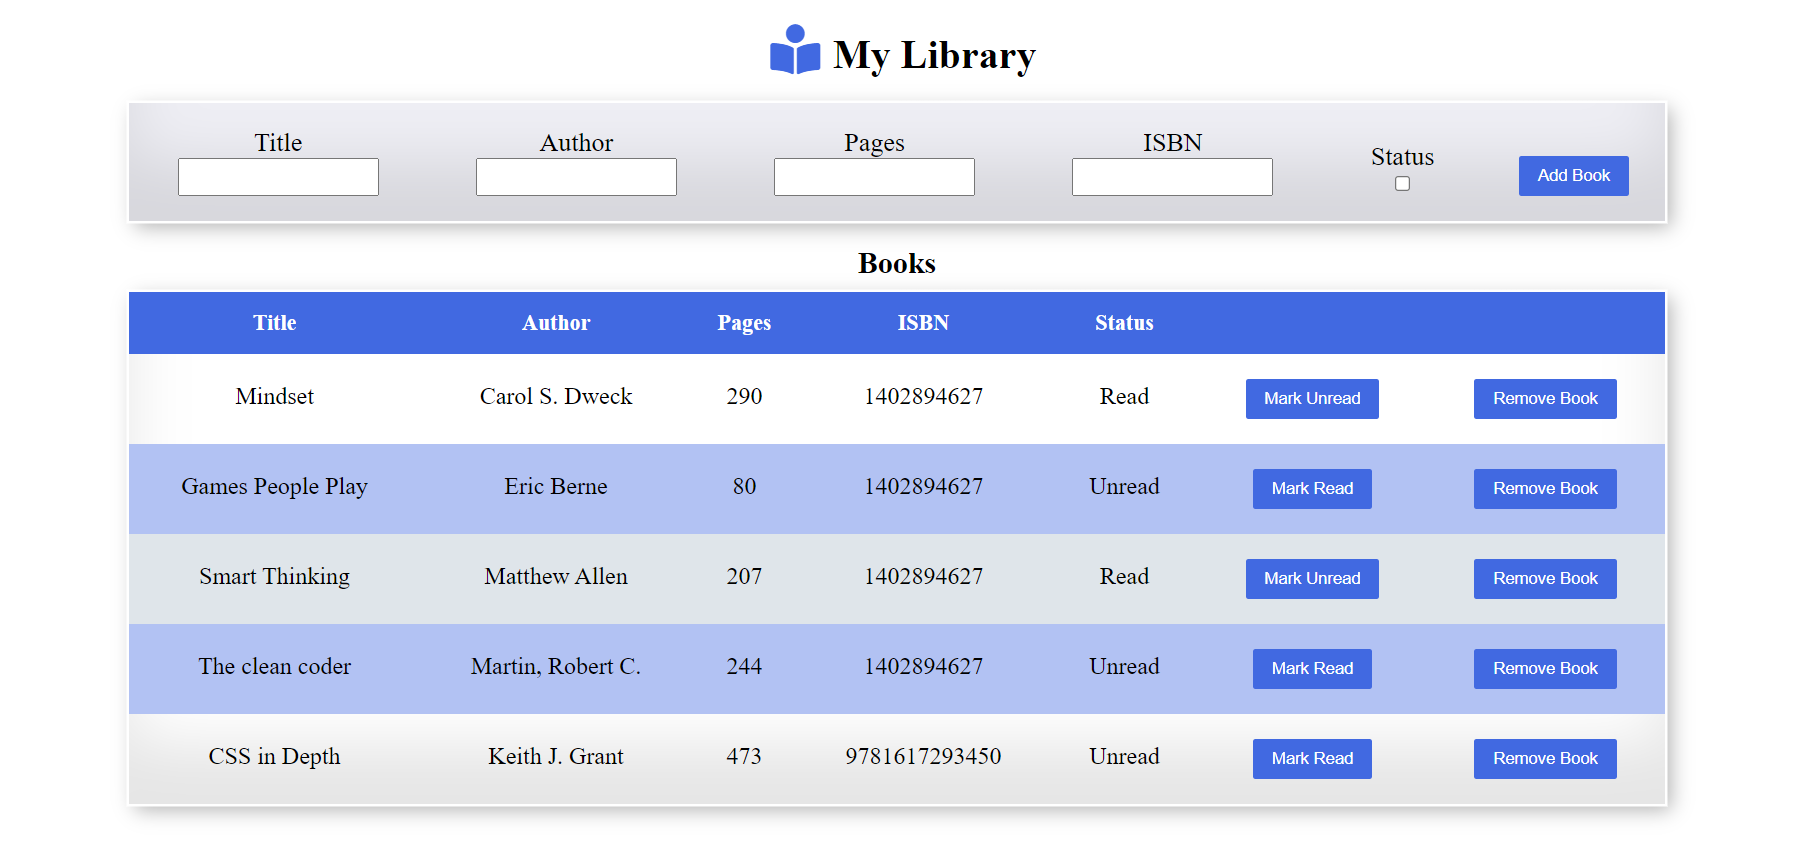 My Library
Title Author Pages ISBN Status Add Book
Books
Title Author Pages ISBN Status
Mindset Carol S. Dweck 290 1402894627 Read Mark Unread Remove Book
Games People Play Eric Berne 80 1402894627 Unread Mark Read Remove Book
Smart Thinking Matthew Allen 207 1402894627 Read Mark Unread Remove Book
The clean coder Martin, Robert C. 244 1402894627 Unread Mark Read Remove Book
CSS in Depth Keith J. Grant 473 9781617293450 Unread Mark Read Remove Book